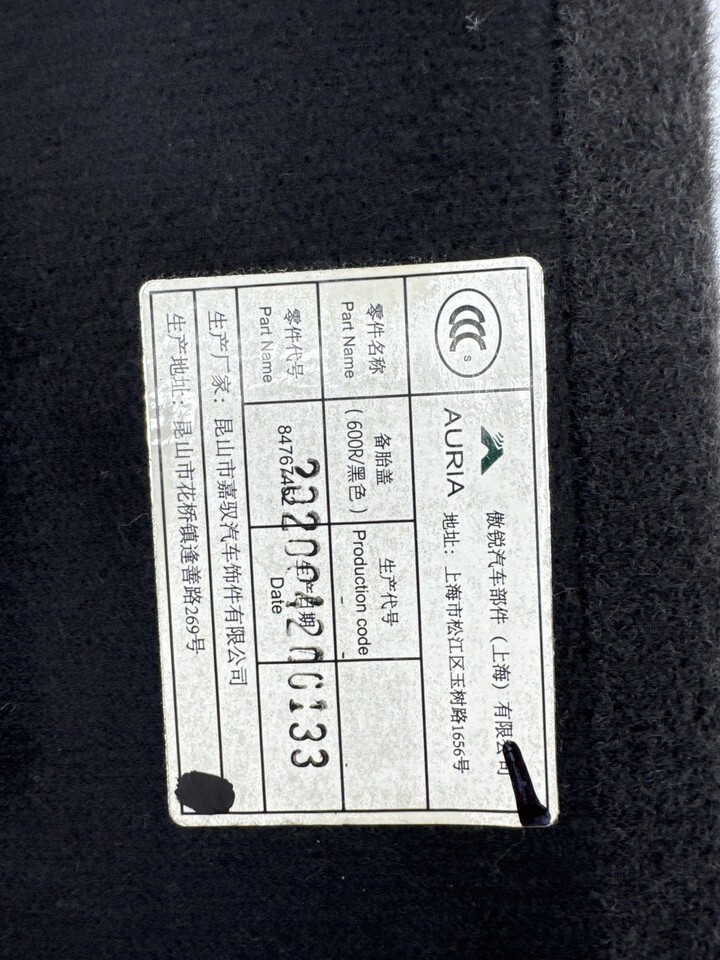 CCC S
AURIA
傲锐汽车部件（上海）有限公司
地址：上海市松江区玉树路1656号
零件名称
Part Name
备胎盖
（600R/黑色）
生产代号
Production code
零件代号
Part Name
84767452
生产日期
Date
20200420C133
生产厂家：昆山市嘉驭汽车饰件有限公司
生产地址：昆山市花桥镇逢善路269号